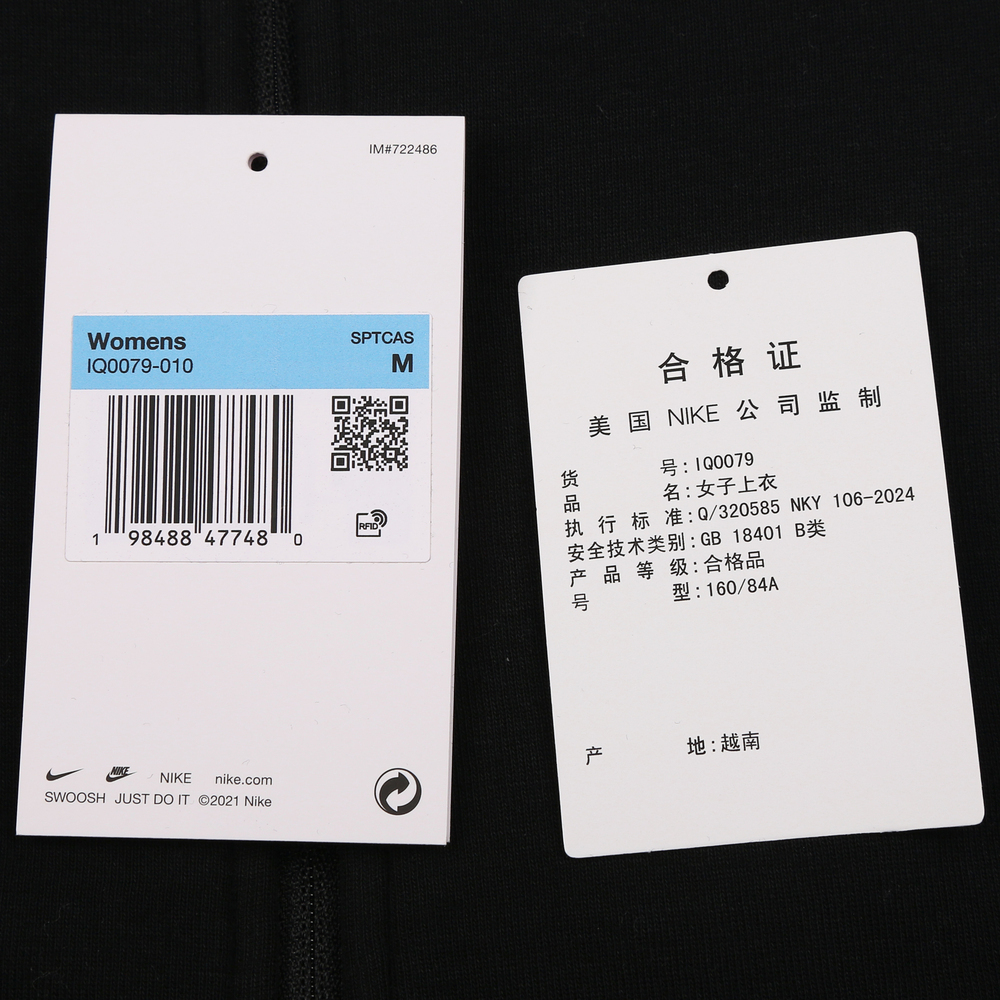 IM#722486
Womens SPTCAS
IQ0079-010 M
1 98488 47748 0
RFID
NIKE NIKE nike.com
SWOOSH JUST DO IT ©2021 Nike
合格证
美国 NIKE 公司监制
货号:IQ0079
品名:女子上衣
执行标准:Q/320585 NKY 106-2024
安全技术类别:GB 18401 B类
产品等级:合格品
号型:160/84A
产地:越南